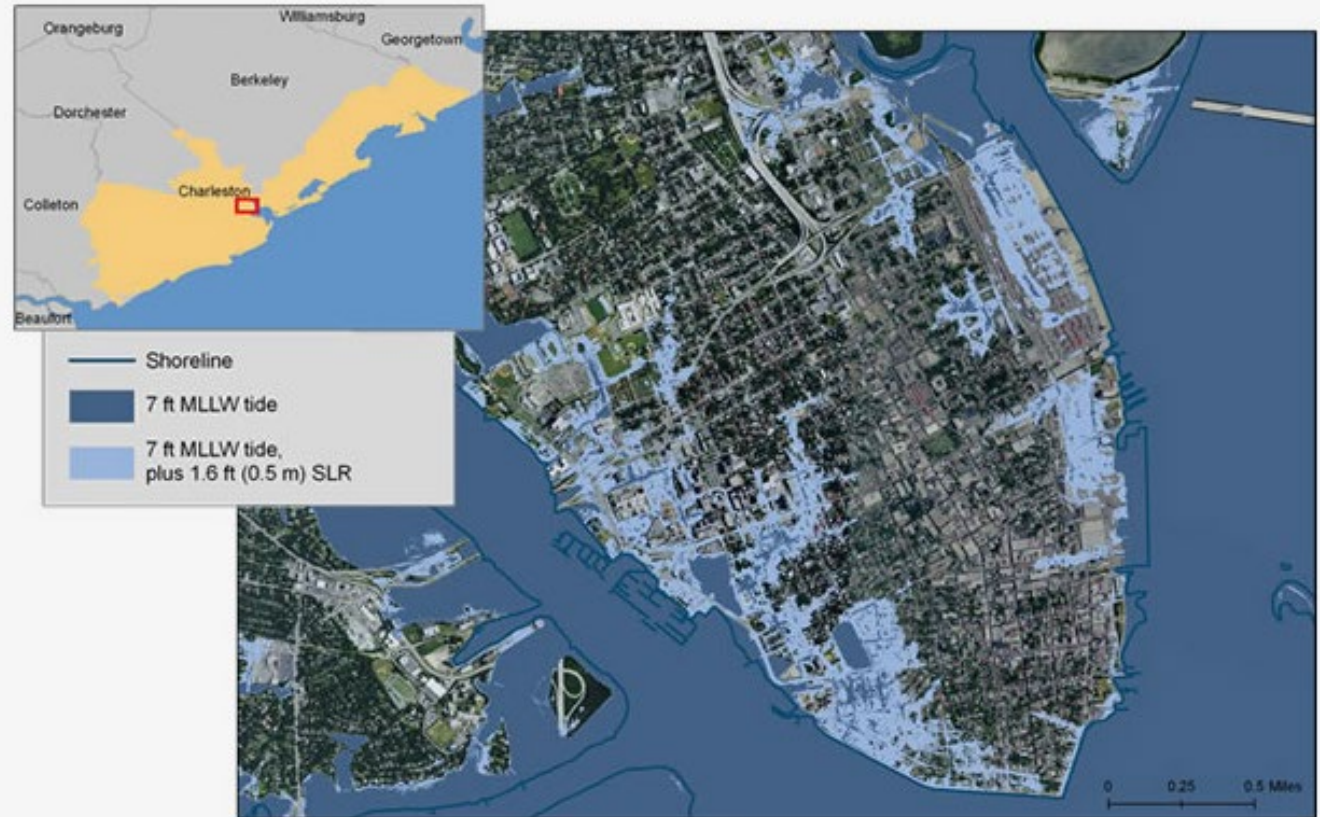 Orangeburg
Williamsburg
Georgetown
Berkeley
Dorchester
Charleston
Colleton
Beaufort
Shoreline
7 ft MLLW tide
7 ft MLLW tide,
plus 1.6 ft (0.5 m) SLR
0 0.25 0.5 Miles